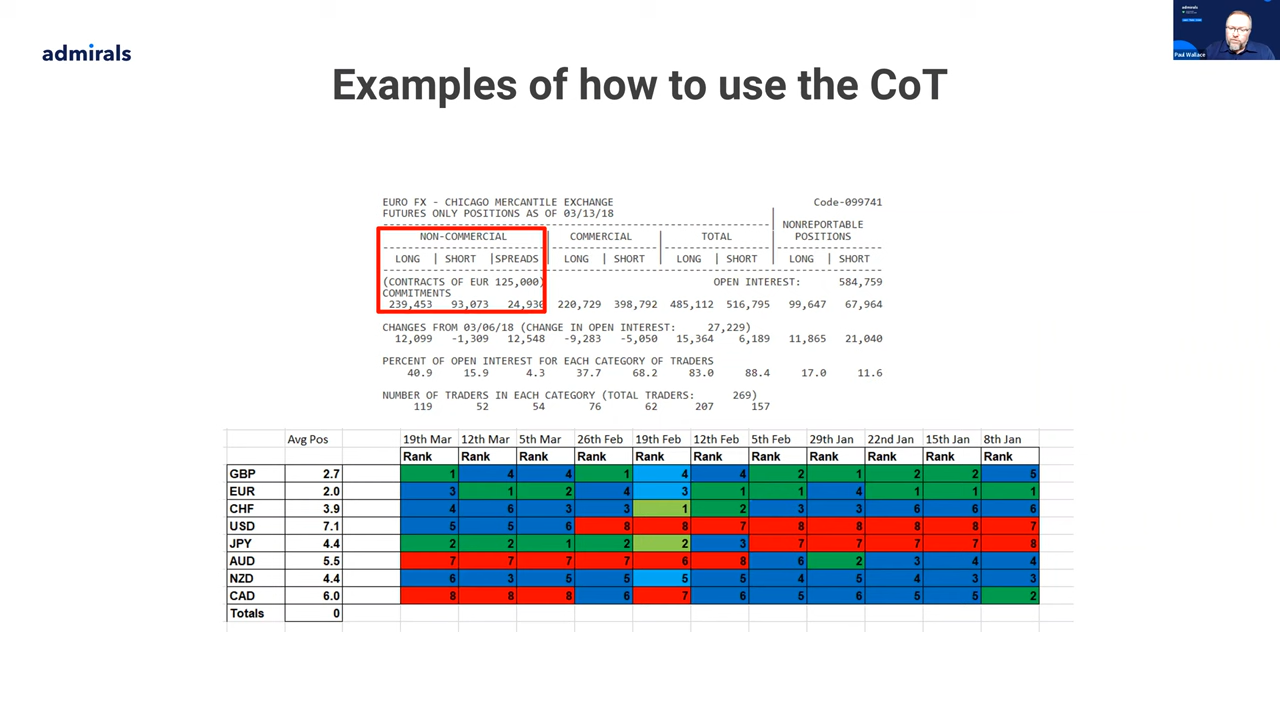 admirals
Examples of how to use the CoT
admirals
Paul Wallace
EURO FX - CHICAGO MERCANTILE EXCHANGE Code-099741
FUTURES ONLY POSITIONS AS OF 03/13/18
NONREPORTABLE
NON-COMMERCIAL COMMERCIAL TOTAL POSITIONS
LONG | SHORT |SPREADS LONG | SHORT LONG | SHORT LONG | SHORT
(CONTRACTS OF EUR 125,000) OPEN INTEREST: 584,759
COMMITMENTS
239,453 93,073 24,930 220,729 398,792 485,112 516,795 99,647 67,964
CHANGES FROM 03/06/18 (CHANGE IN OPEN INTEREST: 27,229)
12,099 -1,309 12,548 -9,283 -5,050 15,364 6,189 11,865 21,040
PERCENT OF OPEN INTEREST FOR EACH CATEGORY OF TRADERS
40.9 15.9 4.3 37.7 68.2 83.0 88.4 17.0 11.6
NUMBER OF TRADERS IN EACH CATEGORY (TOTAL TRADERS: 269)
119 52 54 76 62 207 157
Avg Pos 19th Mar 12th Mar 5th Mar 26th Feb 19th Feb 12th Feb 5th Feb 29th Jan 22nd Jan 15th Jan 8th Jan
Rank Rank Rank Rank Rank Rank Rank Rank Rank Rank Rank
GBP 2.7 1 4 4 1 4 4 2 1 2 2 5
EUR 2.0 3 1 2 4 3 1 1 4 1 1 1
CHF 3.9 4 6 3 3 1 2 3 3 6 6 6
USD 7.1 5 5 6 8 8 7 8 8 8 8 7
JPY 4.4 2 2 1 2 2 3 7 7 7 7 8
AUD 5.5 7 7 7 7 6 8 6 2 3 4 4
NZD 4.4 6 3 5 5 5 5 4 5 4 3 3
CAD 6.0 8 8 8 6 7 6 5 6 5 5 2
Totals 0